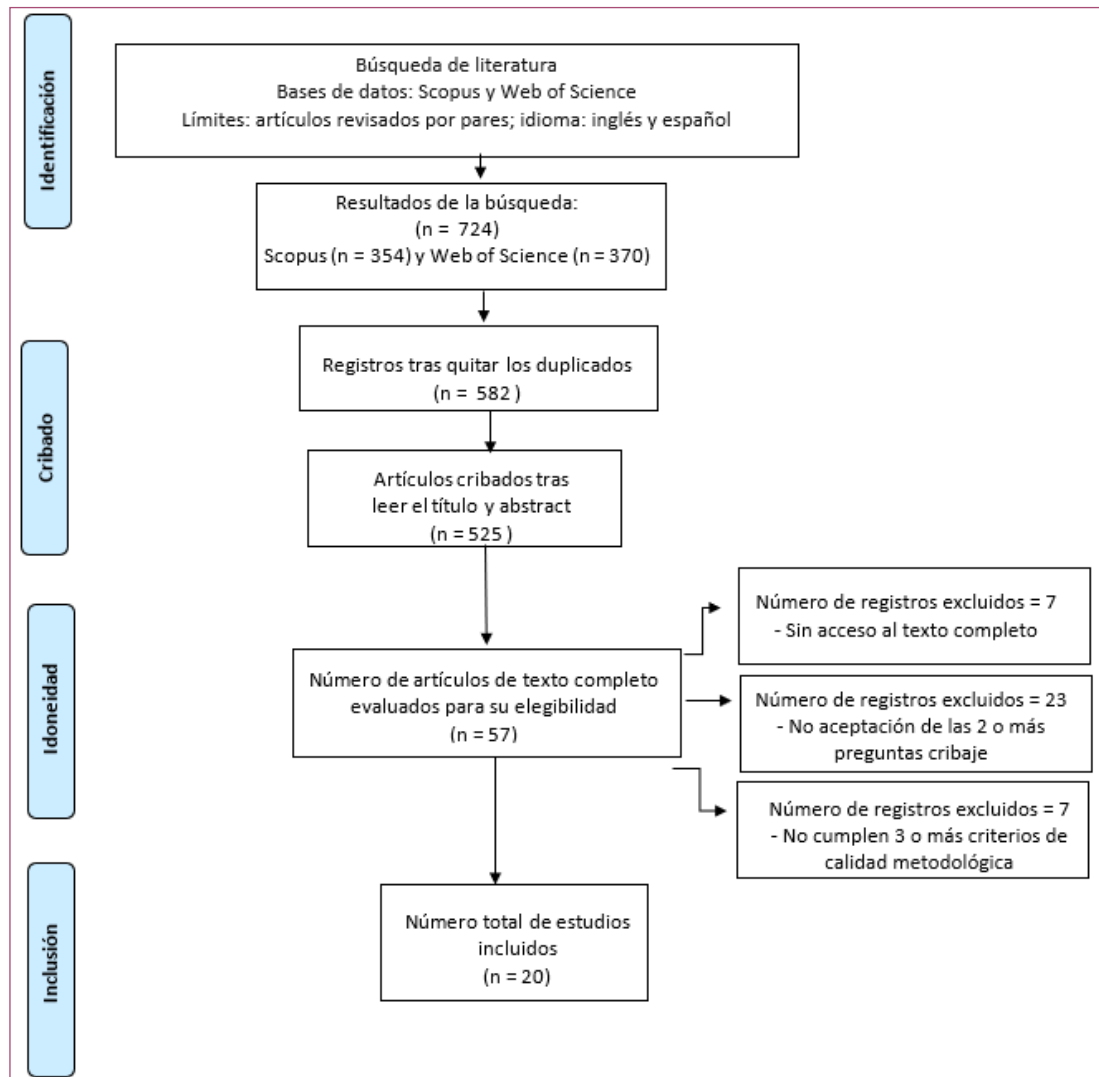 Identificación
Búsqueda de literatura
Bases de datos: Scopus y Web of Science
Límites: artículos revisados por pares; idioma: inglés y español
Resultados de la búsqueda:
(n = 724)
Scopus (n = 354) y Web of Science (n = 370)
Cribado
Registros tras quitar los duplicados
(n = 582 )
Artículos cribados tras
leer el título y abstract
(n = 525 )
Idoneidad
Número de artículos de texto completo
evaluados para su elegibilidad
(n = 57)
Número de registros excluidos = 7
- Sin acceso al texto completo
Número de registros excluidos = 23
- No aceptación de las 2 o más
preguntas cribaje
Número de registros excluidos = 7
- No cumplen 3 o más criterios de
calidad metodológica
Inclusión
Número total de estudios
incluidos
(n = 20)